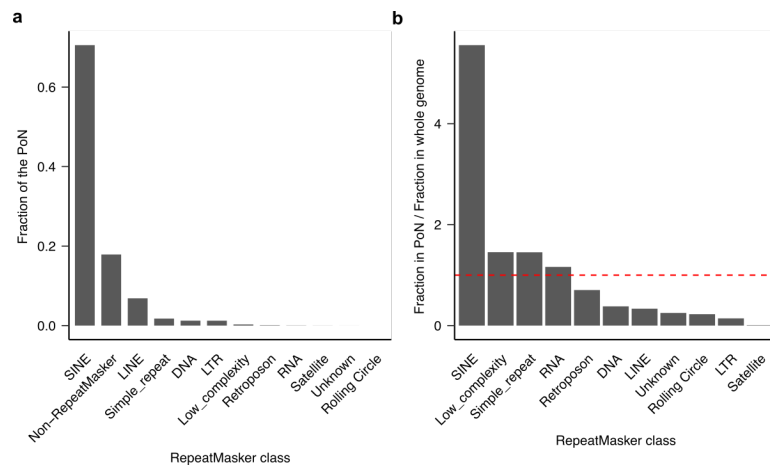 a
Fraction of the PoN
0.6
0.4
0.2
0.0
SINE
Non−RepeatMasker
LINE
Simple_repeat
DNA
LTR
Low_complexity
Retroposon
RNA
Satellite
Unknown
Rolling Circle
RepeatMasker class
b
Fraction in PoN / Fraction in whole genome
4
2
0
SINE
Low_complexity
Simple_repeat
RNA
Retroposon
DNA
LINE
Unknown
Rolling Circle
LTR
Satellite
RepeatMasker class